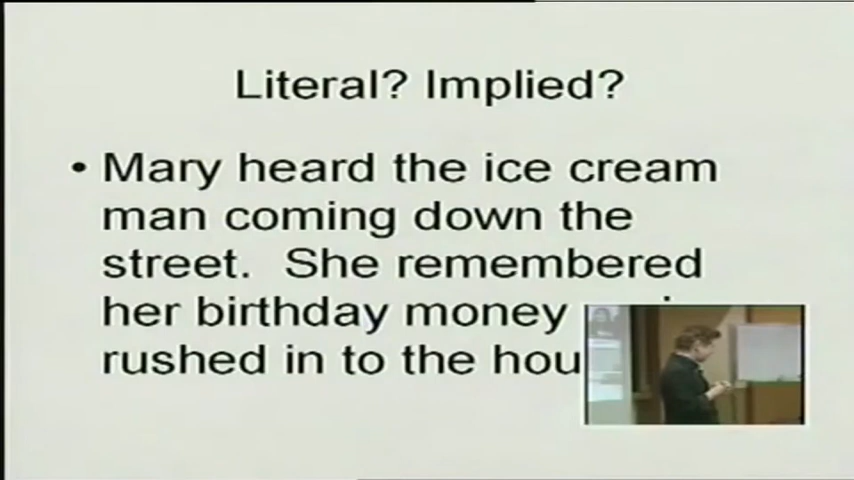 Literal? Implied?
• Mary heard the ice cream
man coming down the
street. She remembered
her birthday money
rushed in to the hou